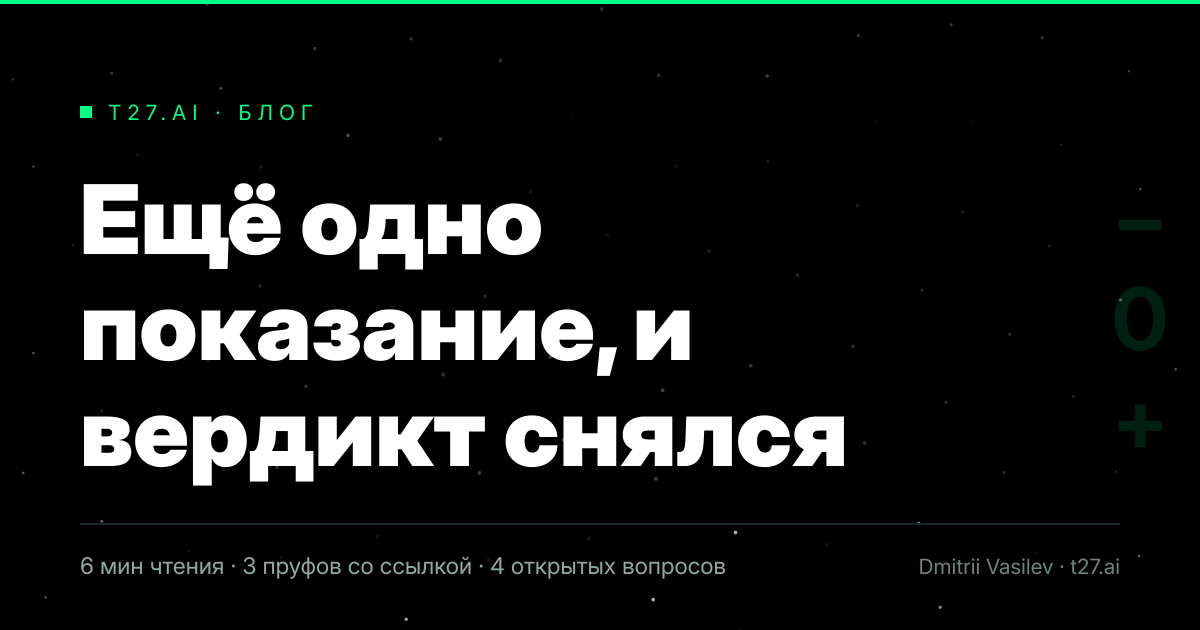 T27.AI · БЛОГ
Ещё одно
показание, и
вердикт снялся
6 мин чтения · 3 пруфов со ссылкой · 4 открытых вопросов
Dmitrii Vasilev · t27.ai
−
0
+